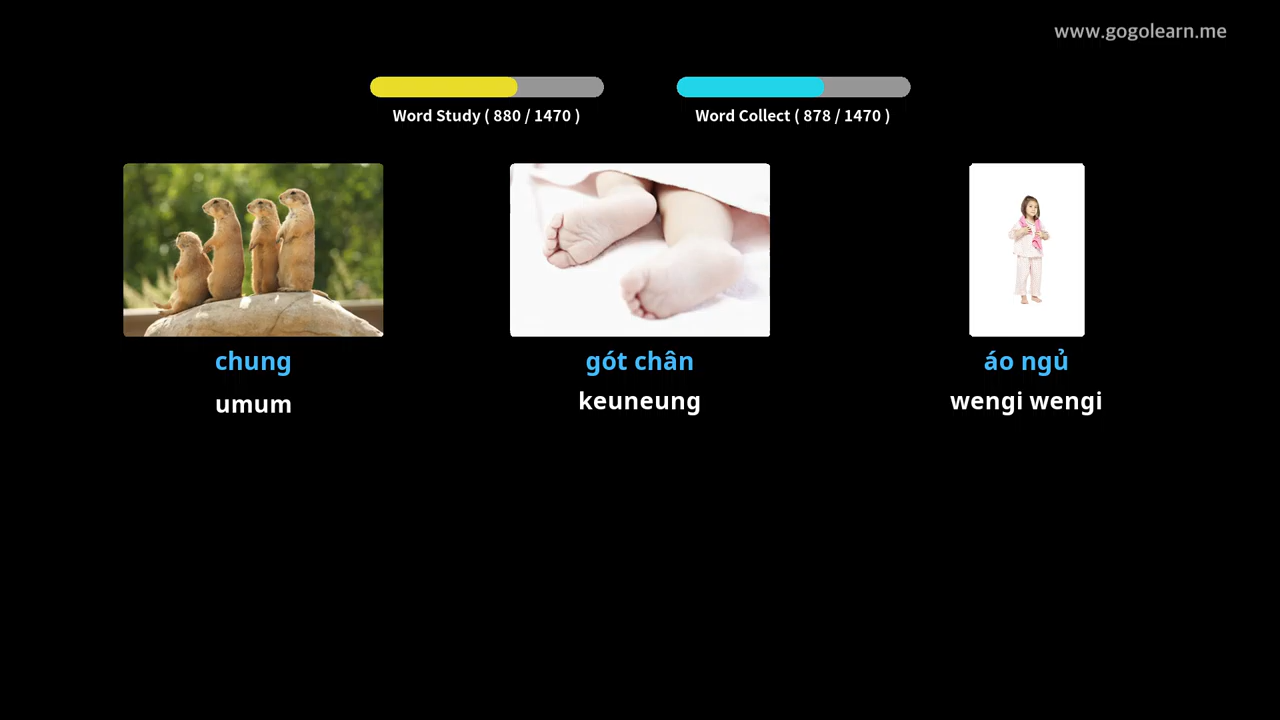 www.gogolearn.me
Word Study ( 880 / 1470 )
Word Collect ( 878 / 1470 )
chung
gót chân
áo ngủ
umum
keuneung
wengi wengi